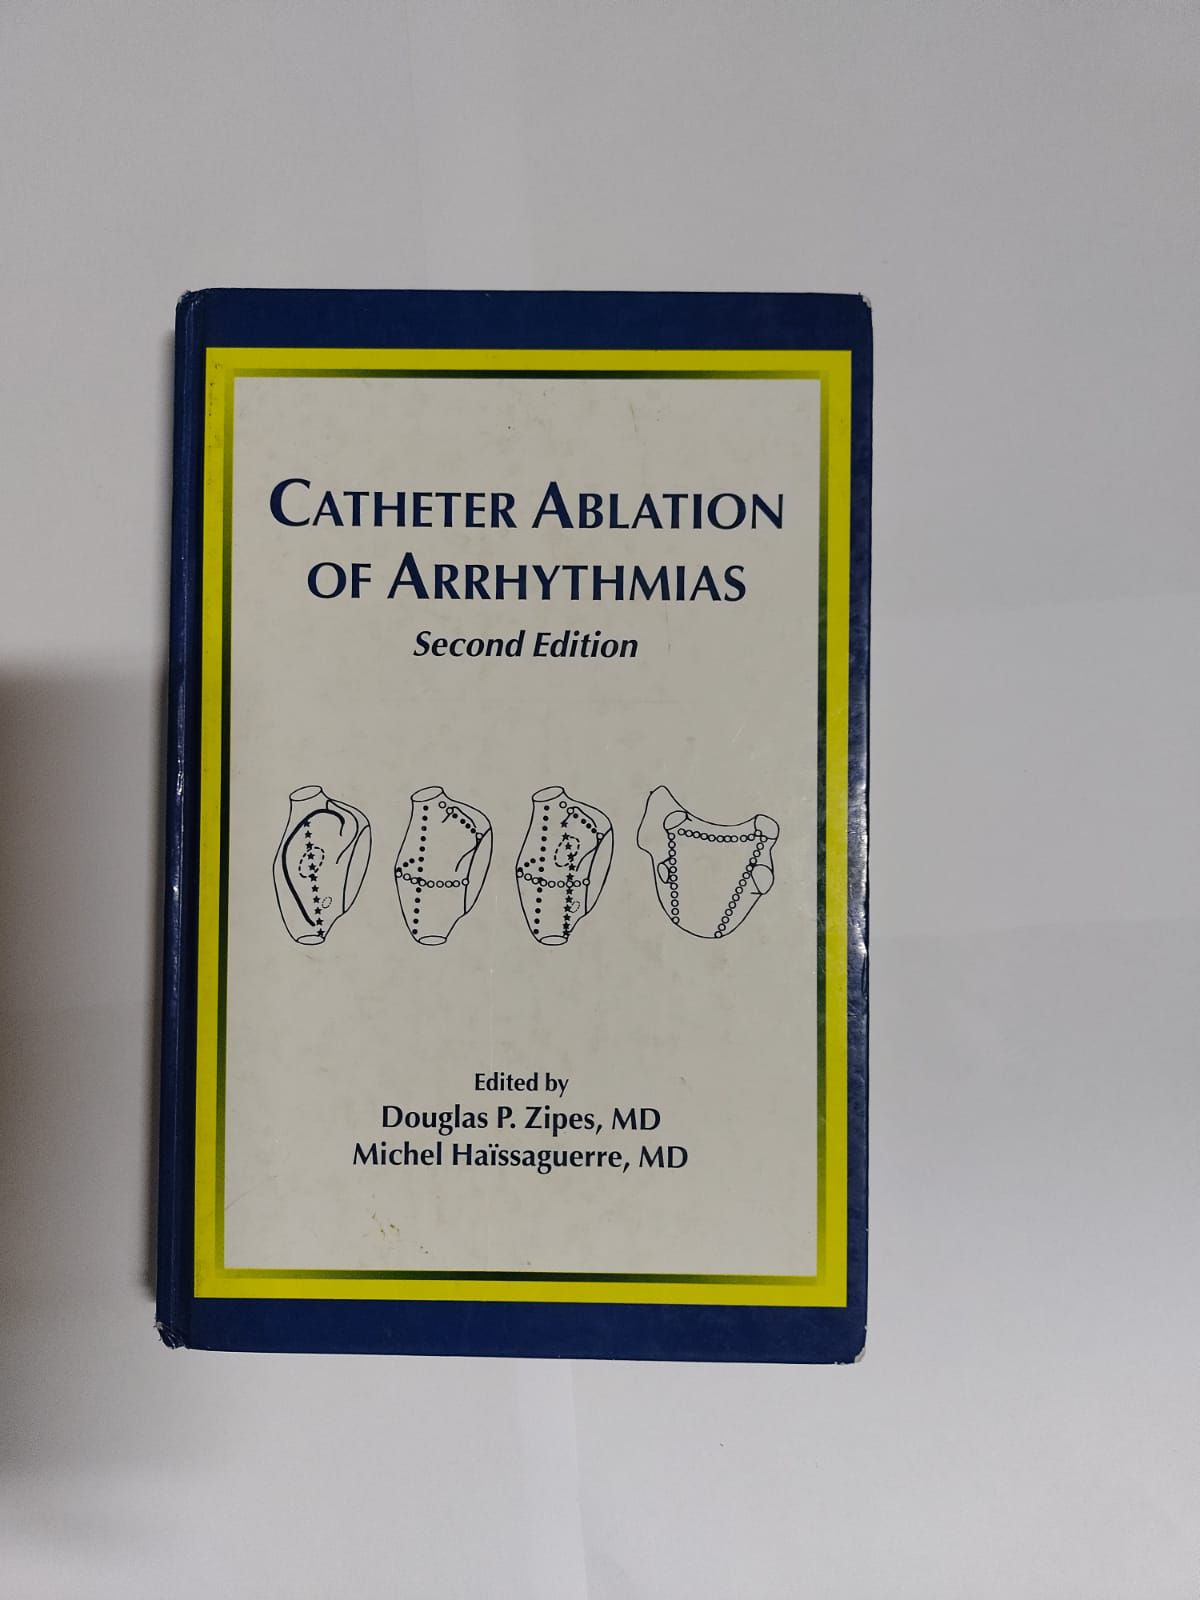 CATHETER ABLATION
OF ARRHYTHMIAS
Second Edition
Edited by
Douglas P. Zipes, MD
Michel Haïssaguerre, MD